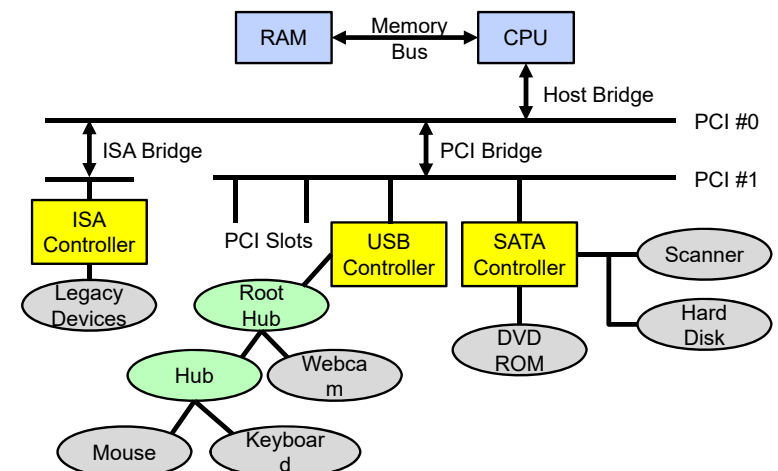 RAM
Memory
Bus
CPU
Host Bridge
PCI #0
ISA Bridge
PCI Bridge
PCI #1
ISA
Controller
PCI Slots
USB
Controller
SATA
Controller
Scanner
Legacy
Devices
Root
Hub
Hard
Disk
DVD
ROM
Hub
Webca
m
Mouse
Keyboar
d